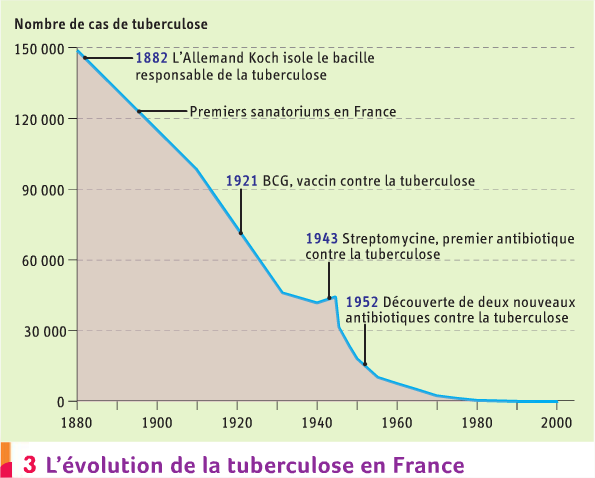 Nombre de cas de tuberculose
150 000
1882 L'Allemand Koch isole le bacille
responsable de la tuberculose
Premiers sanatoriums en France
120 000
1921 BCG, vaccin contre la tuberculose
90 000
1943 Streptomycine, premier antibiotique
contre la tuberculose
60 000
1952 Découverte de deux nouveaux
antibiotiques contre la tuberculose
30 000
0
1880 1900 1920 1940 1960 1980 2000
3 L'évolution de la tuberculose en France